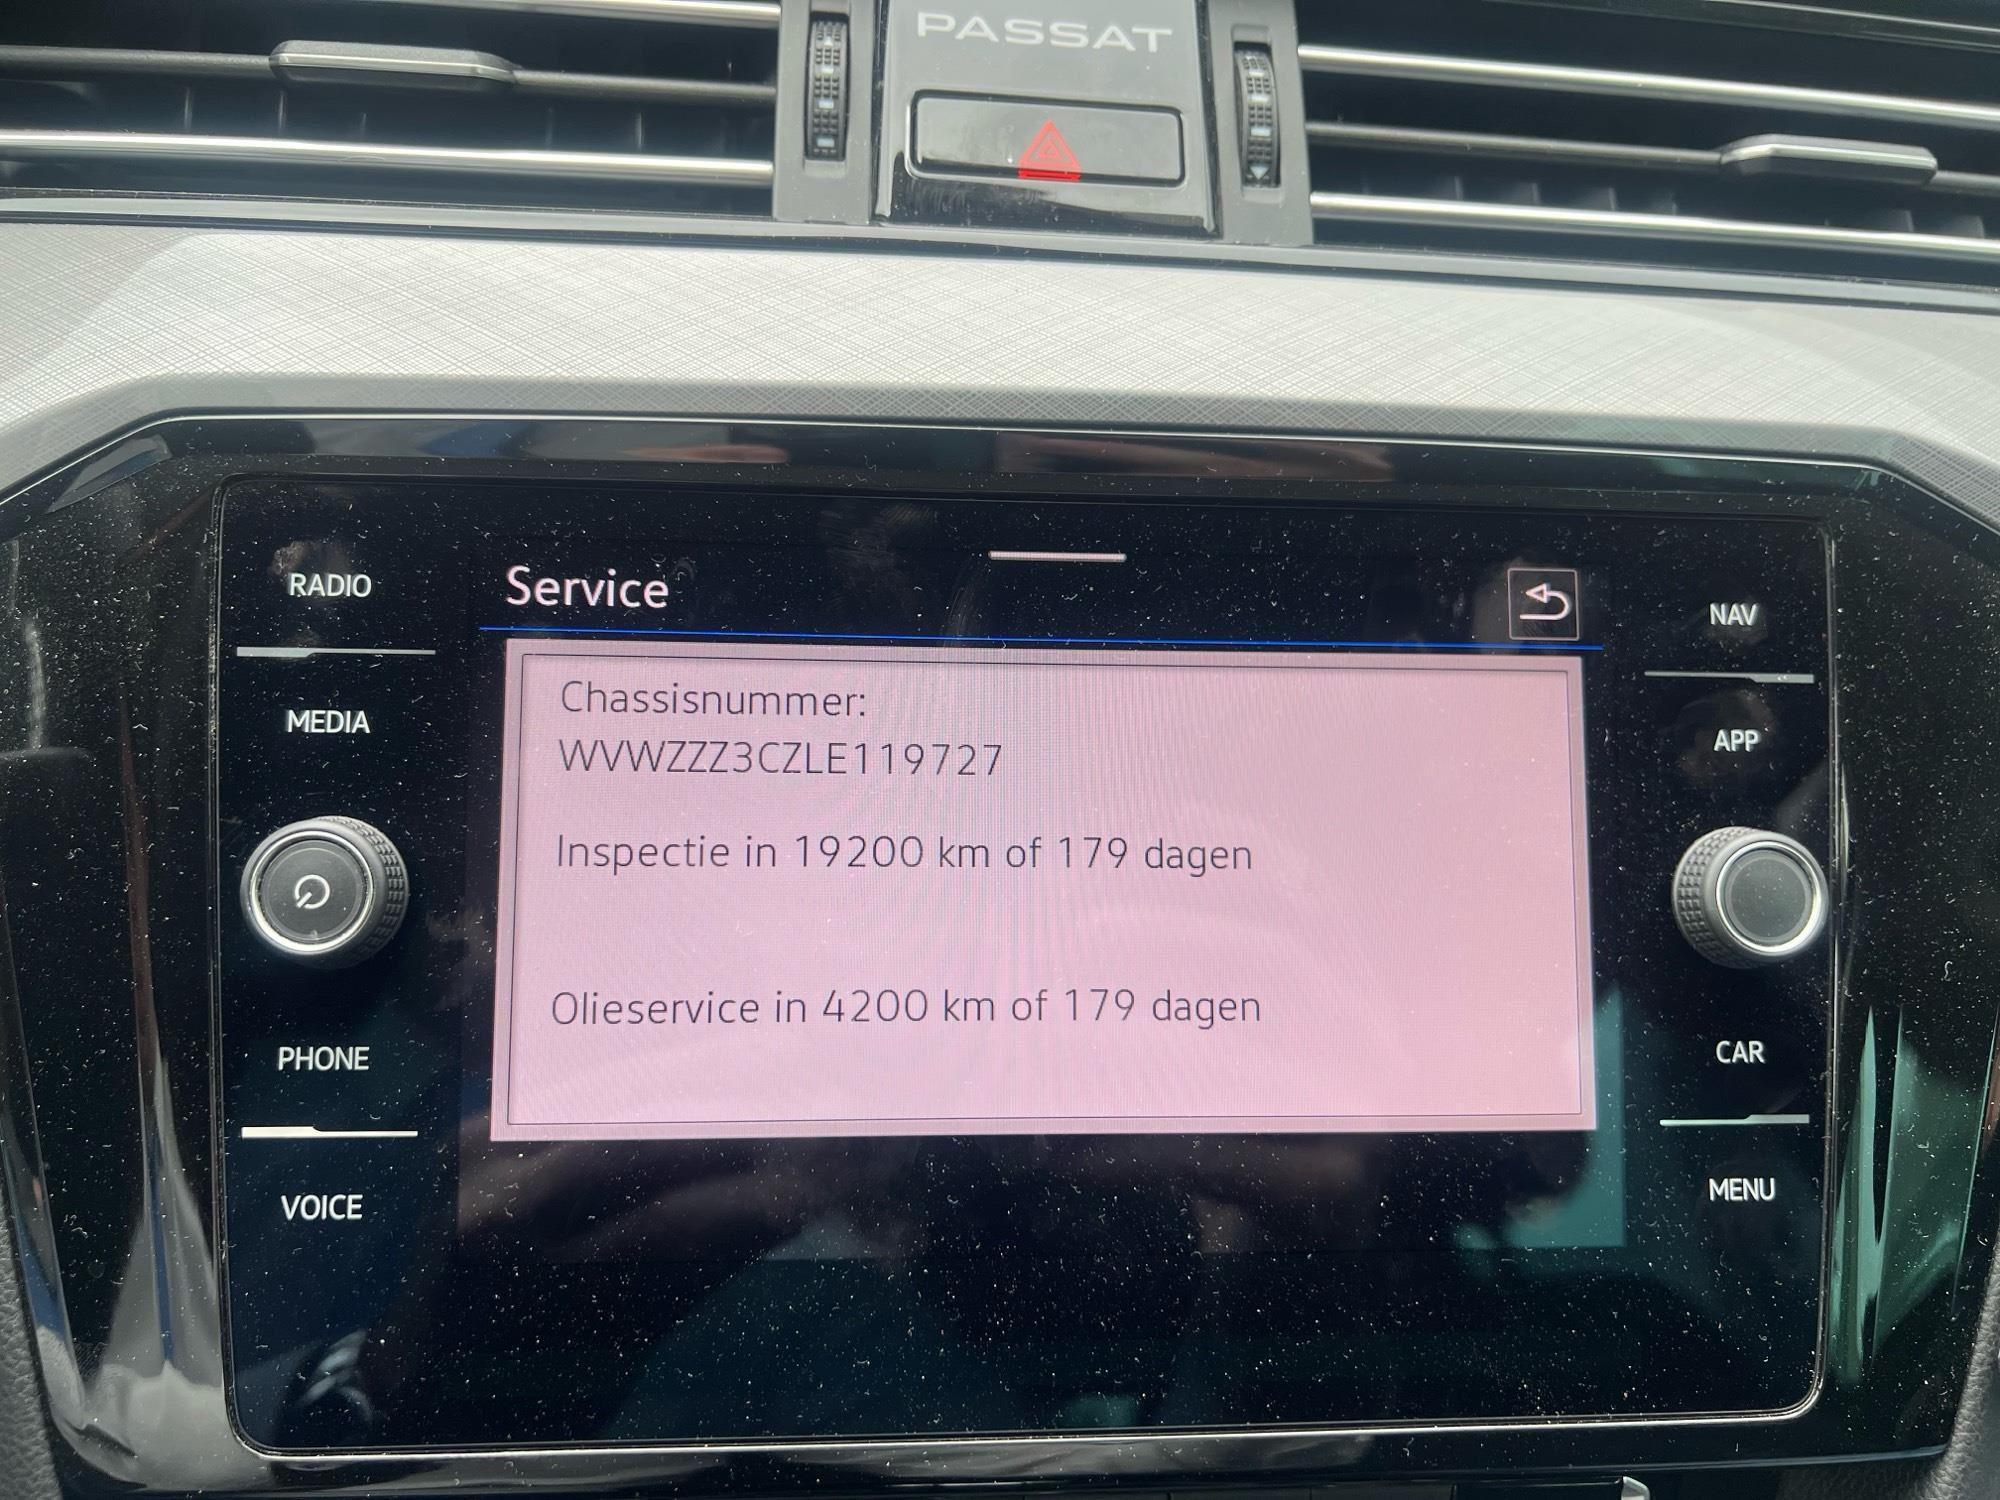 PASSAT
RADIO
MEDIA
PHONE
VOICE
Service
Chassisnummer:
WVWZZZ3CZLE119727
Inspectie in 19200 km of 179 dagen
Olieservice in 4200 km of 179 dagen
NAV
APP
CAR
MENU